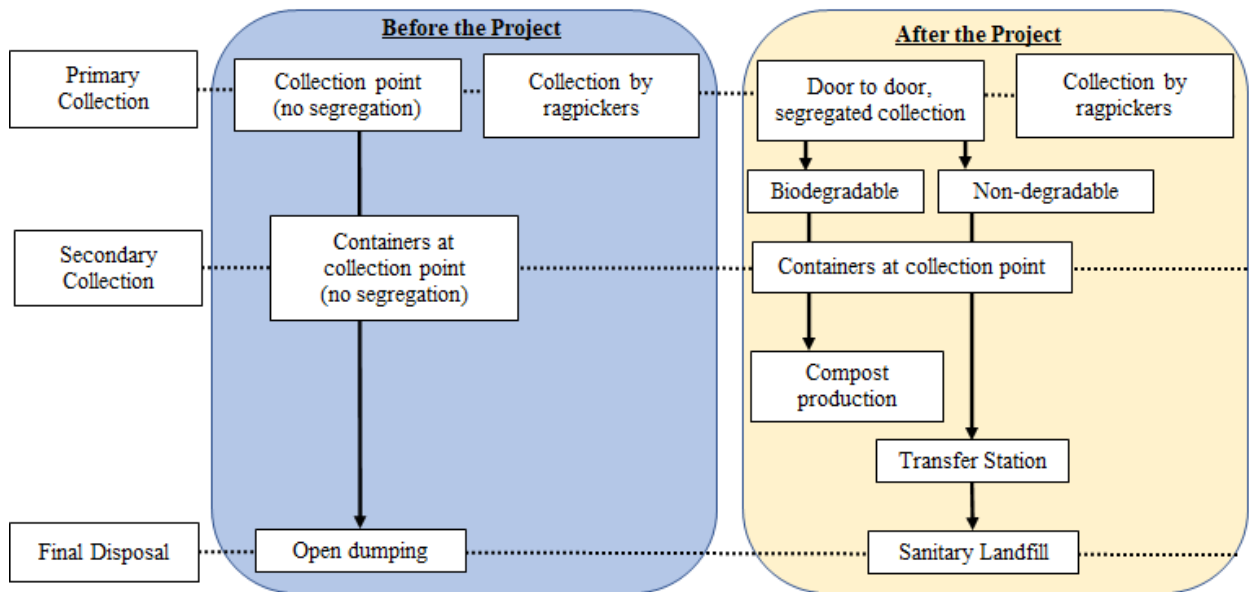 Before the Project
After the Project
Primary
Collection
Collection point
(no segregation)
Collection by
ragpickers
Door to door,
segregated collection
Collection by
ragpickers
Biodegradable
Non-degradable
Secondary
Collection
Containers at
collection point
(no segregation)
Containers at collection point
Compost
production
Transfer Station
Final Disposal
Open dumping
Sanitary Landfill